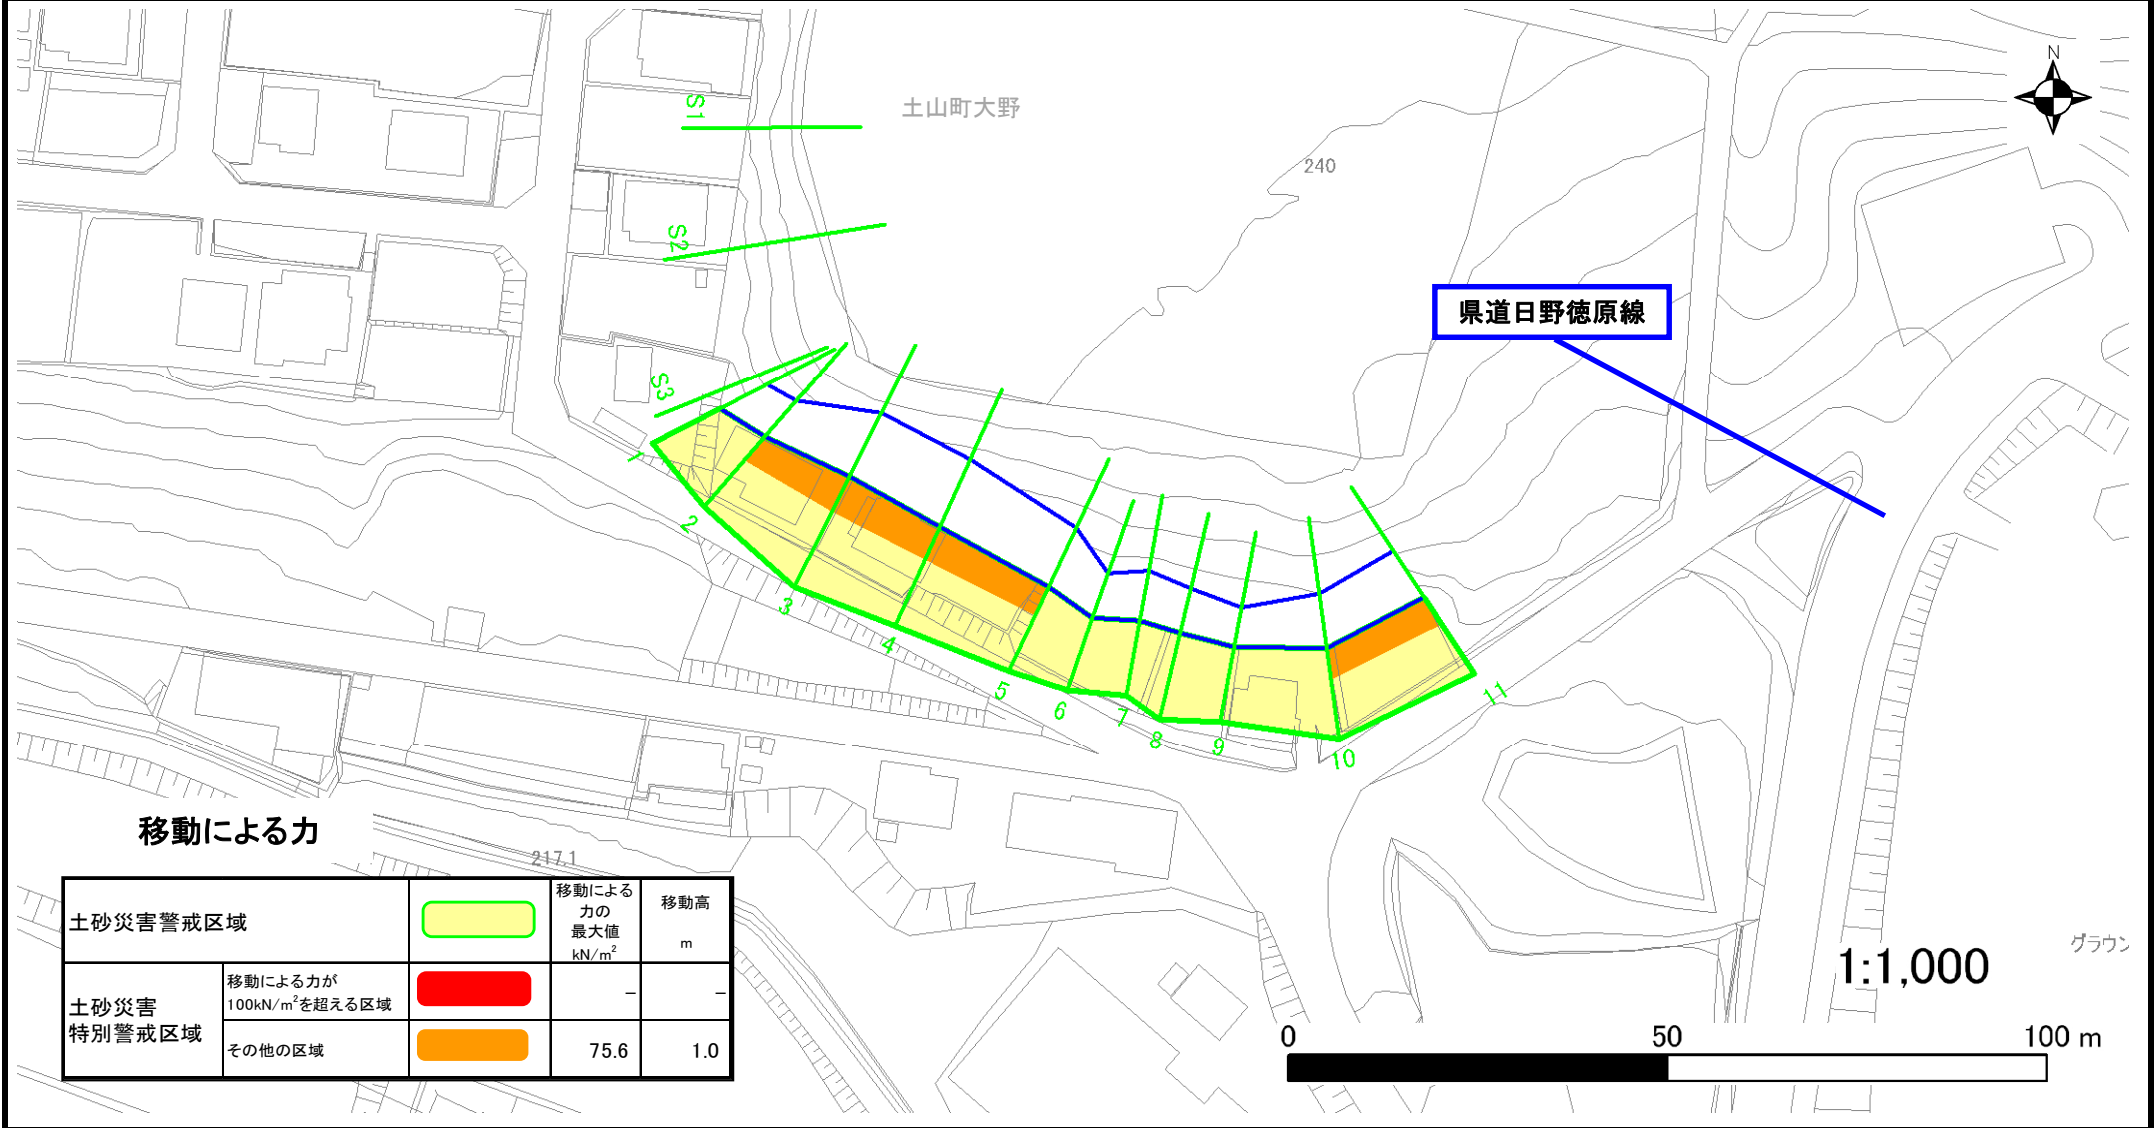 N
S1
土山町大野
240
S2
県道日野徳原線
S3
1
2
3
4
5
6
7
8
9
10
11
移動による力
217.1
土砂災害警戒区域
移動による
力の
最大値
kN/m²
移動高
m
土砂災害
特別警戒区域
移動による力が
100kN/m²を超える区域
－
－
その他の区域
75.6
1.0
グラウン
1:1,000
0
50
100 m